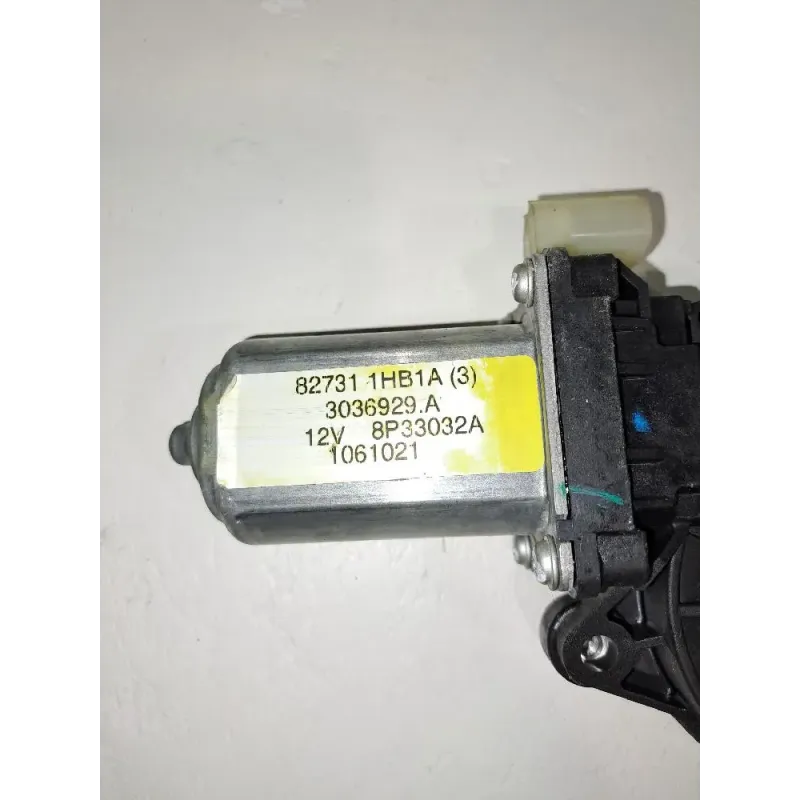 82731 1HB1A (3)
3036929.A
12V 8P33032A
1061021